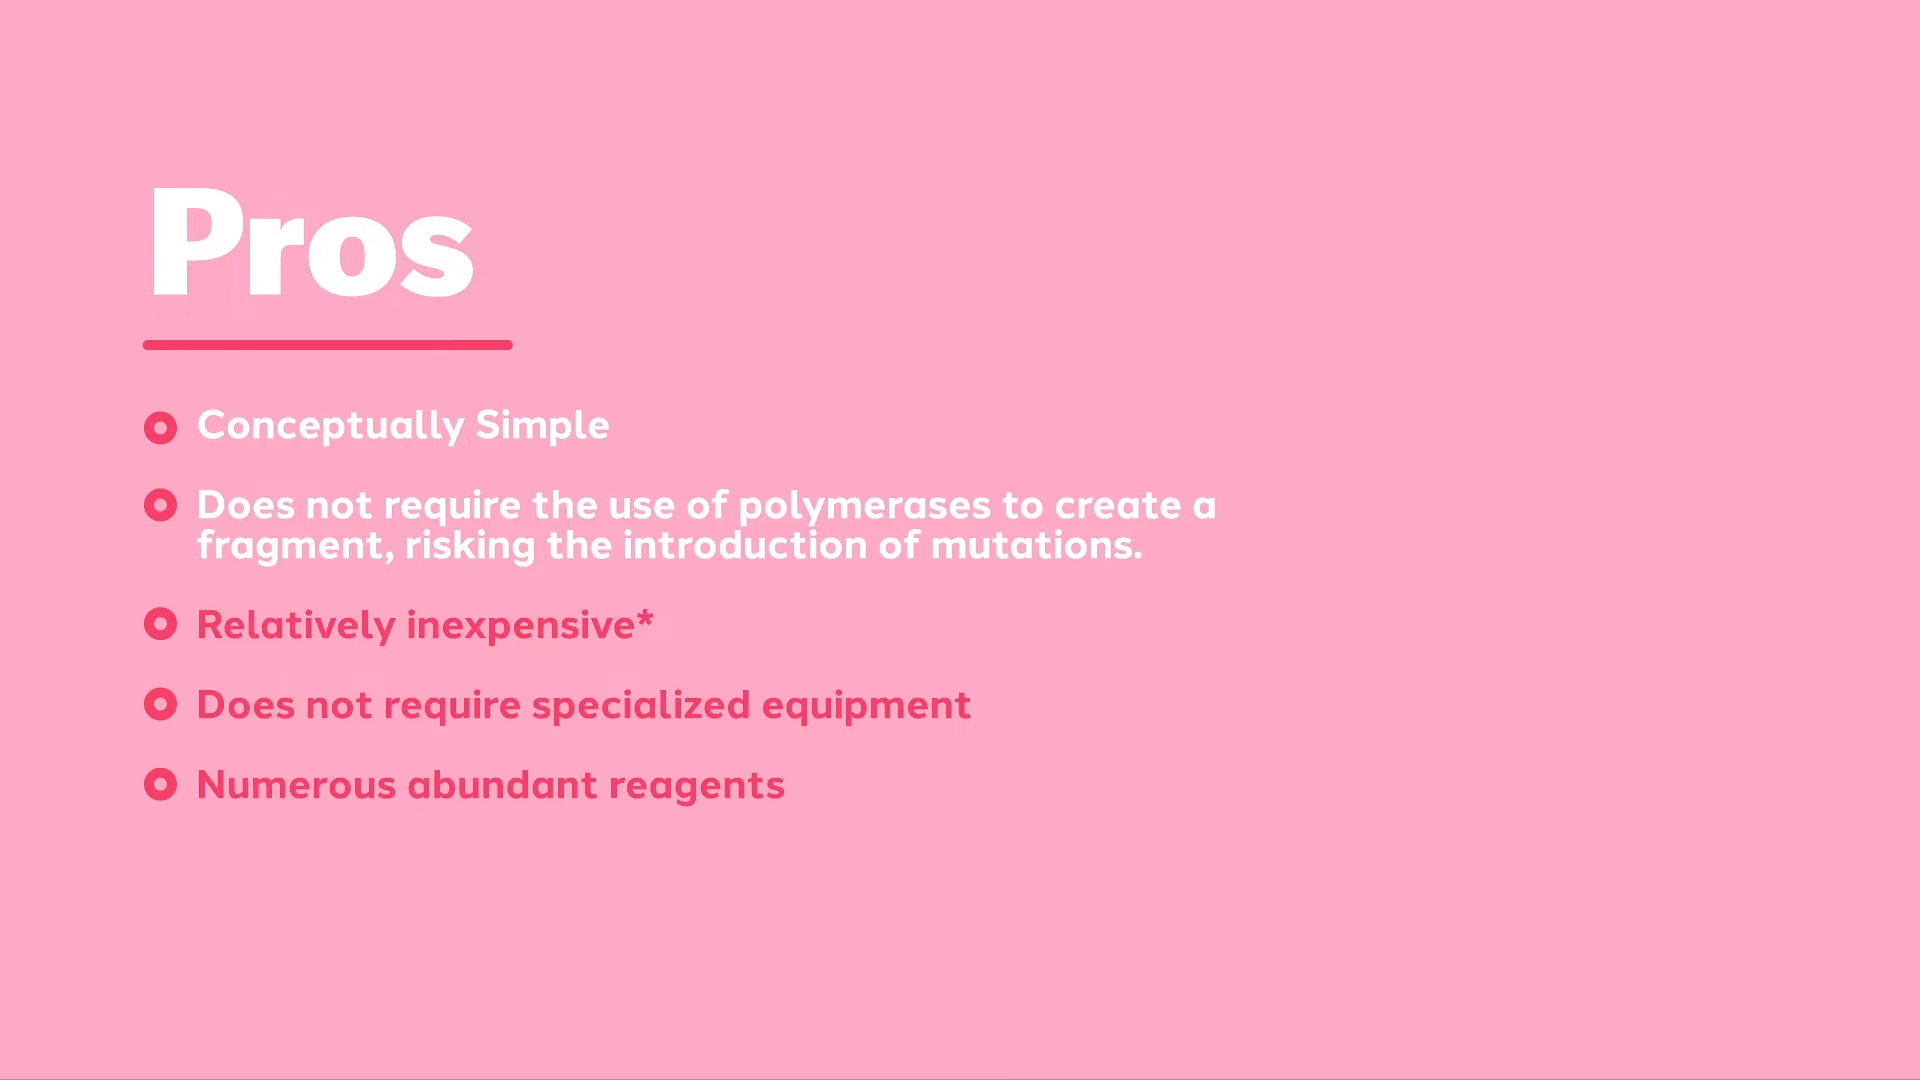 Pros
Conceptually Simple
Does not require the use of polymerases to create a
fragment, risking the introduction of mutations.
Relatively inexpensive*
Does not require specialized equipment
Numerous abundant reagents